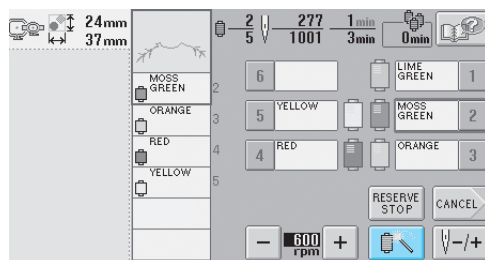 24mm
37mm
2/5 277/1001 1min/3min 0min
MOSS GREEN 2
ORANGE 3
RED 4
YELLOW 5
6
LIME GREEN 1
5 YELLOW
MOSS GREEN 2
4 RED
ORANGE 3
RESERVE STOP
CANCEL
− 600 rpm +
−/+